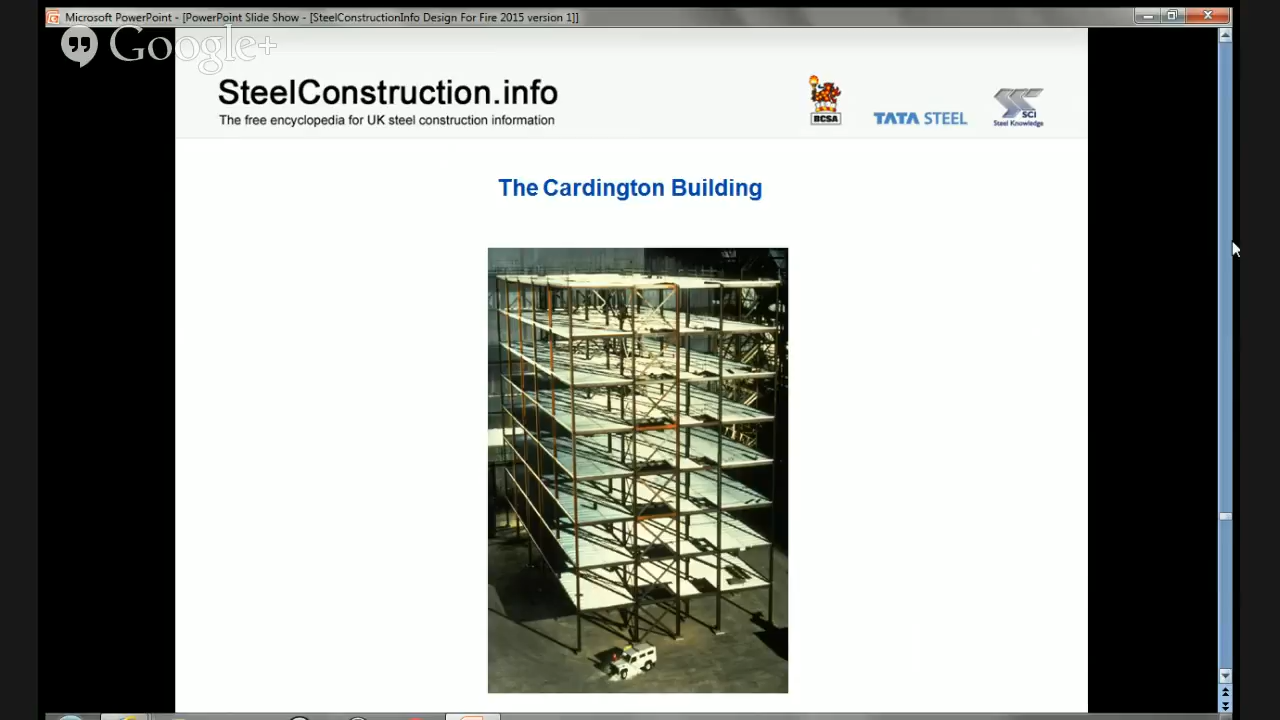 Microsoft PowerPoint - [PowerPoint Slide Show - [SteelConstructionInfo Design For Fire 2015 version 1]]
Google+
SteelConstruction.info
The free encyclopedia for UK steel construction information
BCSA
TATA STEEL
SCI
Steel Knowledge
The Cardington Building